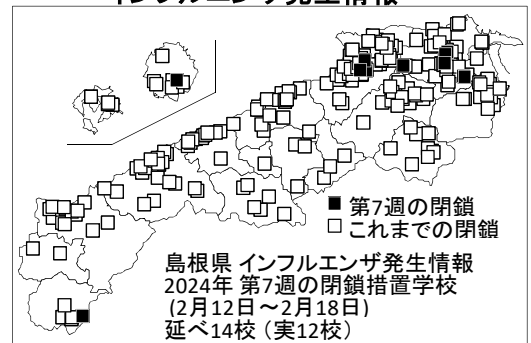 インフルエンザ発生情報
■ 第7週の閉鎖
□ これまでの閉鎖
島根県 インフルエンザ発生情報
2024年 第7週の閉鎖措置学校
(2月12日～2月18日)
延べ14校 (実12校)